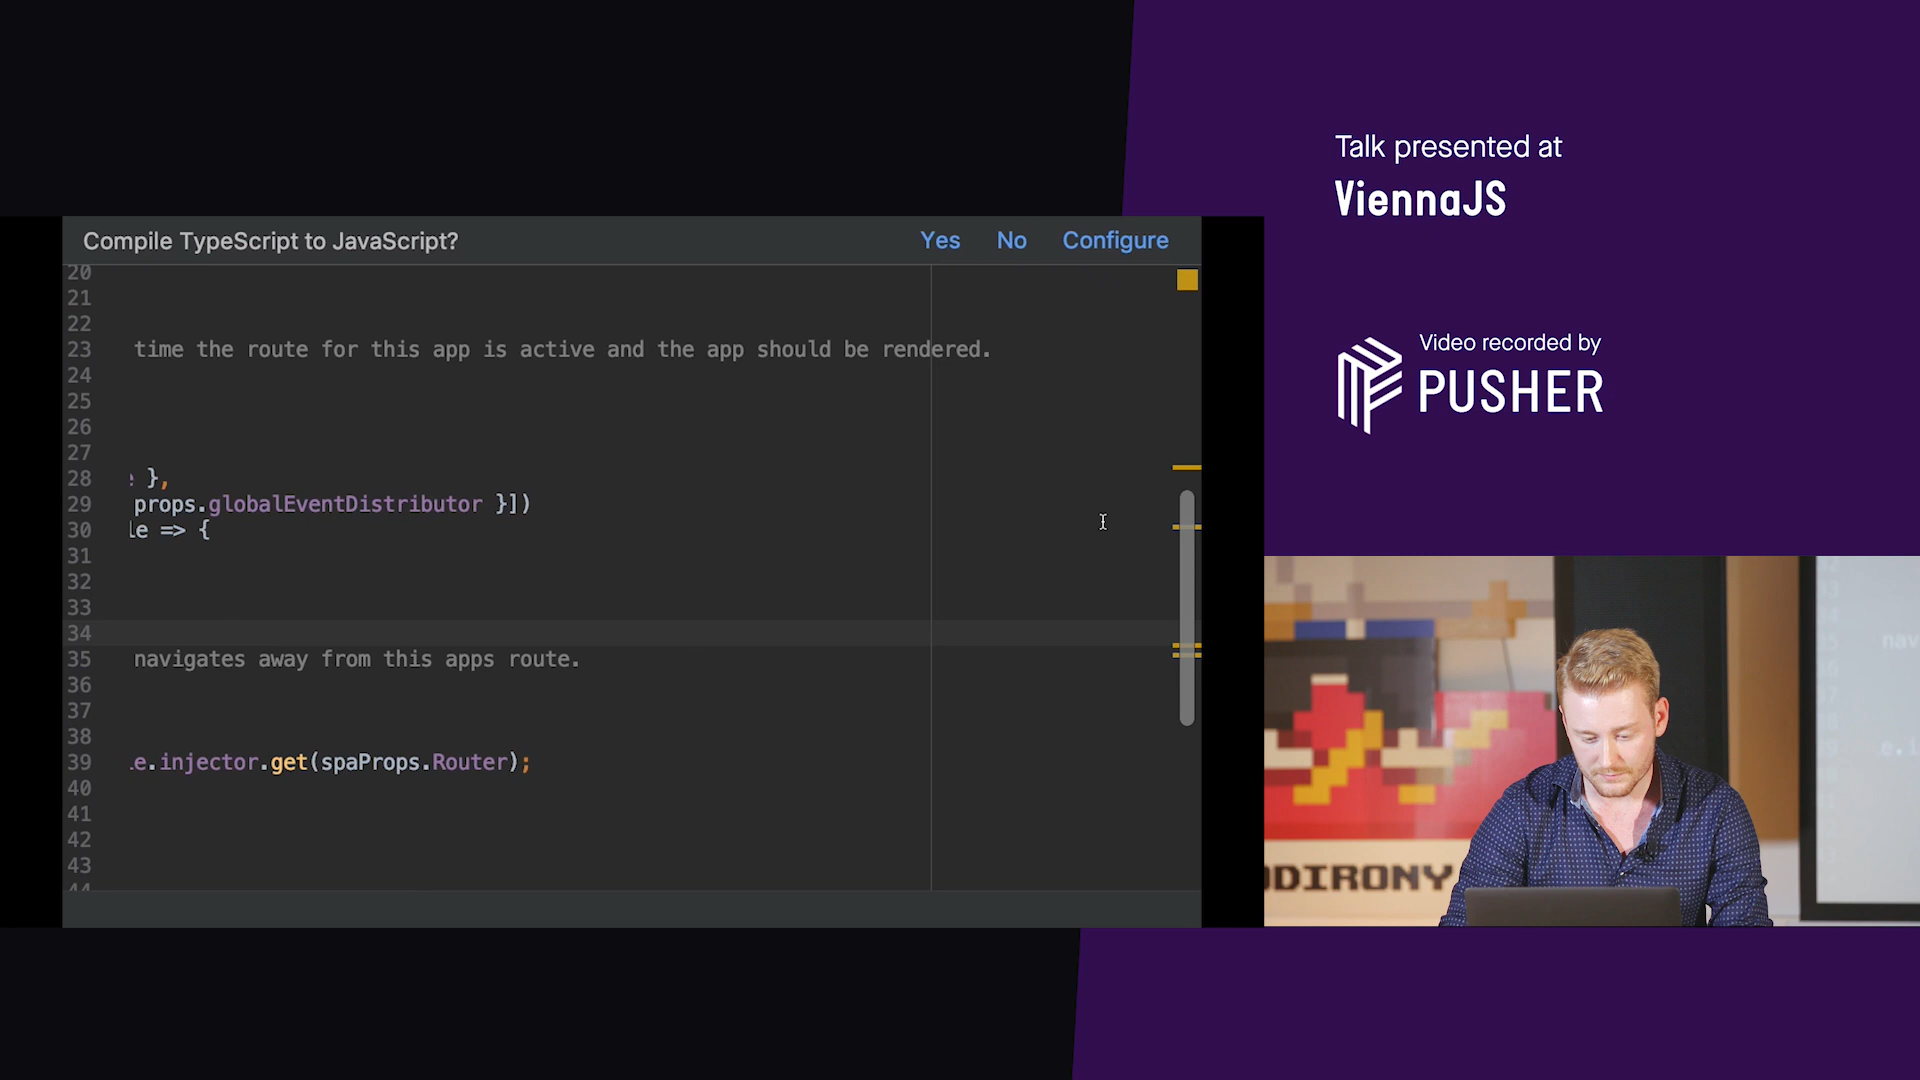 Talk presented at
ViennaJS
Video recorded by
PUSHER
Compile TypeScript to JavaScript?
Yes No Configure
20
21
22
23 time the route for this app is active and the app should be rendered.
24
25
26
27
28 },
29 props.globalEventDistributor }])
30 le => {
31
32
33
34
35 navigates away from this apps route.
36
37
38
39 e.injector.get(spaProps.Router);
40
41
42
43
44
ODIRONY
nav